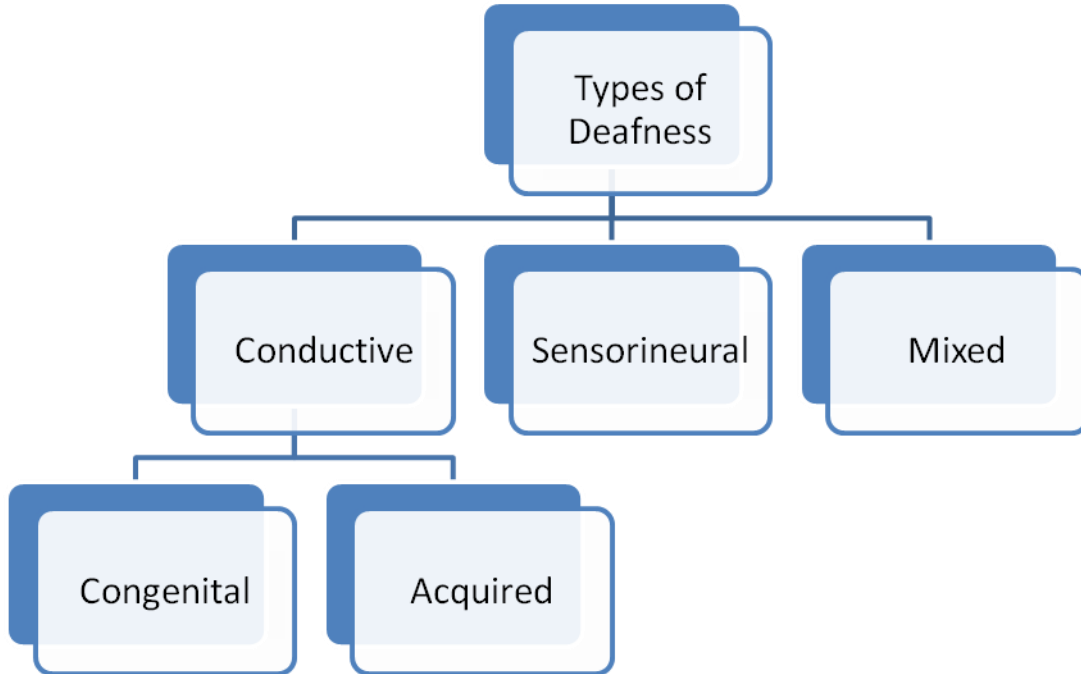 Types of
Deafness
Conductive
Sensorineural
Mixed
Congenital
Acquired